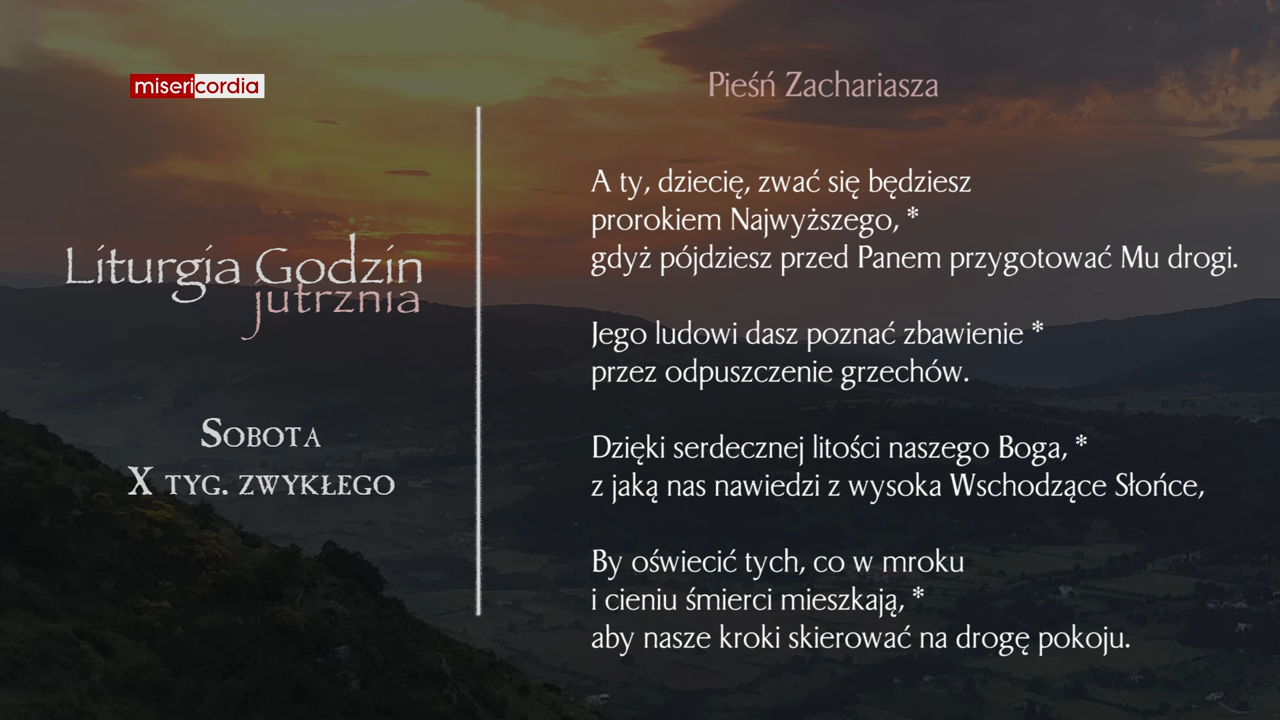 misericordia
Liturgia Godzin
jutrznia
Sobota
X tyg. zwykłego
Pieśń Zachariasza
A ty, dziecię, zwać się będziesz
prorokiem Najwyższego, *
gdyż pójdziesz przed Panem przygotować Mu drogi.
Jego ludowi dasz poznać zbawienie *
przez odpuszczenie grzechów.
Dzięki serdecznej litości naszego Boga, *
z jaką nas nawiedzi z wysoka Wschodzące Słońce,
By oświecić tych, co w mroku
i cieniu śmierci mieszkają, *
aby nasze kroki skierować na drogę pokoju.